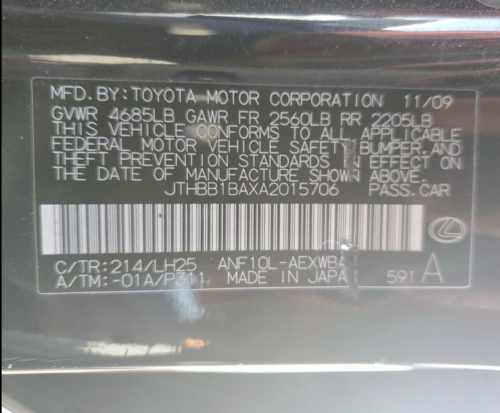 MFD. BY: TOYOTA MOTOR CORPORATION 11/09
GVWR 4685LB GAWR FR 2560LB RR 2205LB
THIS VEHICLE CONFORMS TO ALL APPLICABLE
FEDERAL MOTOR VEHICLE SAFETY, BUMPER, AND
THEFT PREVENTION STANDARDS IN EFFECT ON
THE DATE OF MANUFACTURE SHOWN ABOVE.
JTHBB1BAXA2015706 PASS. CAR
C/TR: 214/LH25 ANF10L-AEXWBA
A/TM: -01A/P311 MADE IN JAPAN 591 A